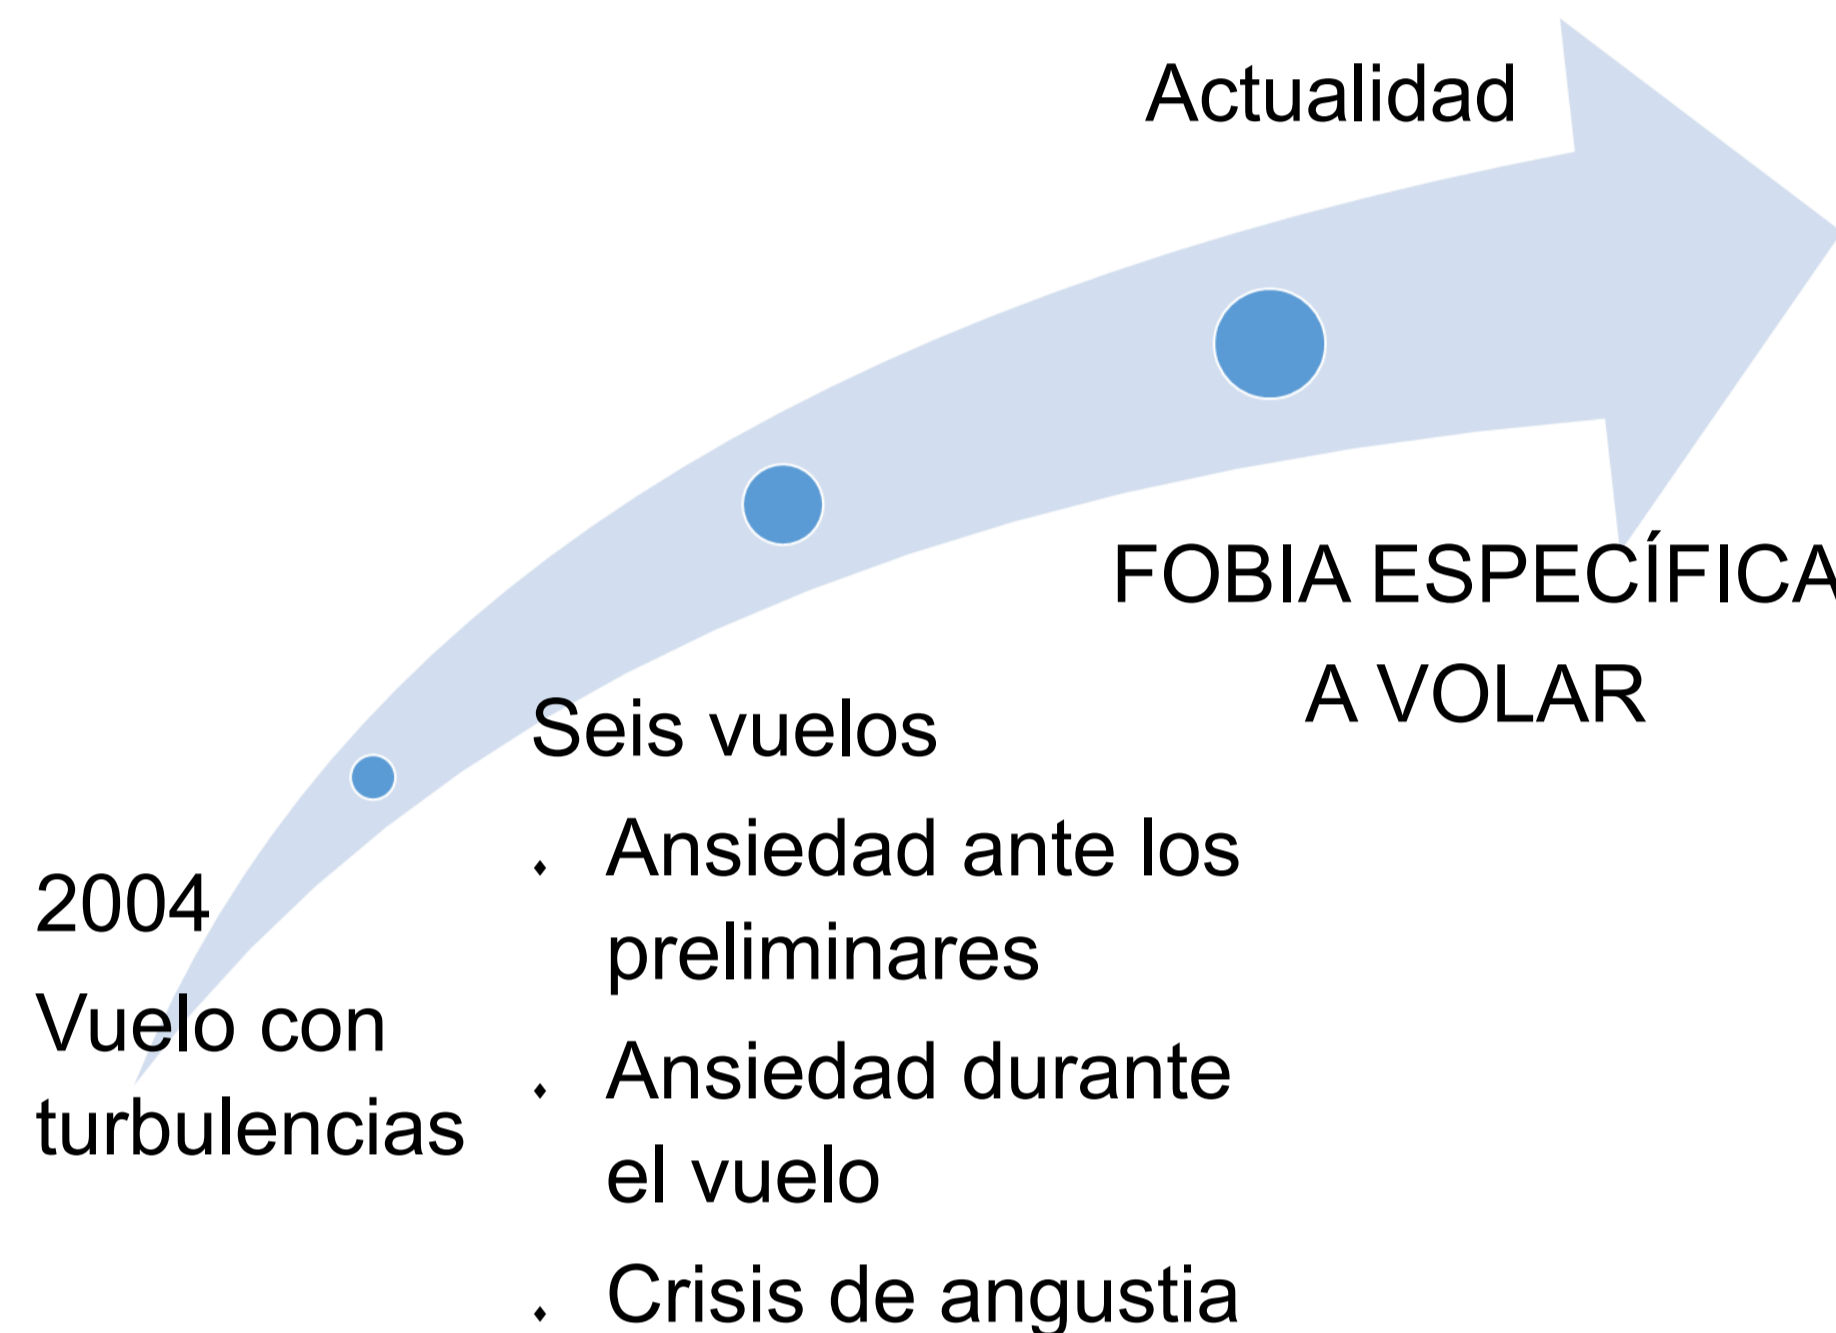 2004
Vuelo con
turbulencias
Seis vuelos
⬩ Ansiedad ante los
preliminares
⬩ Ansiedad durante
el vuelo
⬩ Crisis de angustia
Actualidad
FOBIA ESPECÍFICA
A VOLAR